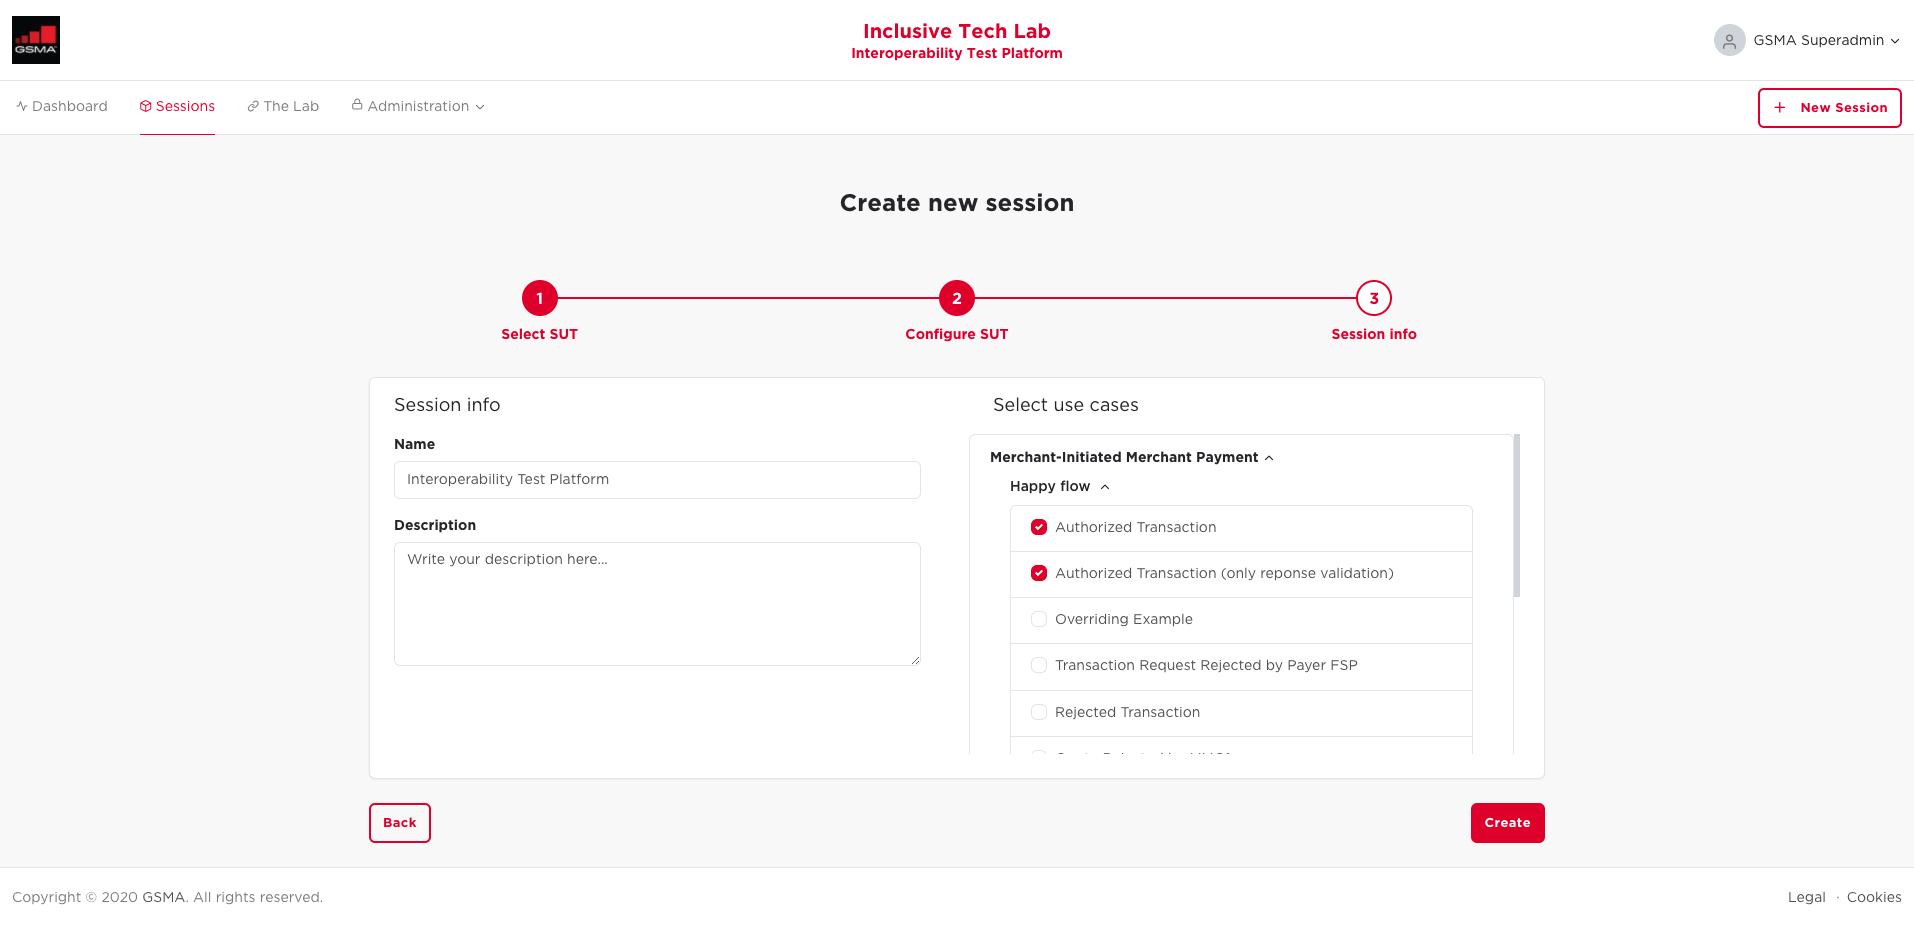 GSMA
Inclusive Tech Lab
Interoperability Test Platform
GSMA Superadmin
Dashboard
Sessions
The Lab
Administration
+ New Session
Create new session
1
2
3
Select SUT
Configure SUT
Session info
Session info
Name
Interoperability Test Platform
Description
Write your description here...
Select use cases
Merchant-Initiated Merchant Payment
Happy flow
Authorized Transaction
Authorized Transaction (only reponse validation)
Overriding Example
Transaction Request Rejected by Payer FSP
Rejected Transaction
Back
Create
Copyright © 2020 GSMA. All rights reserved.
Legal · Cookies